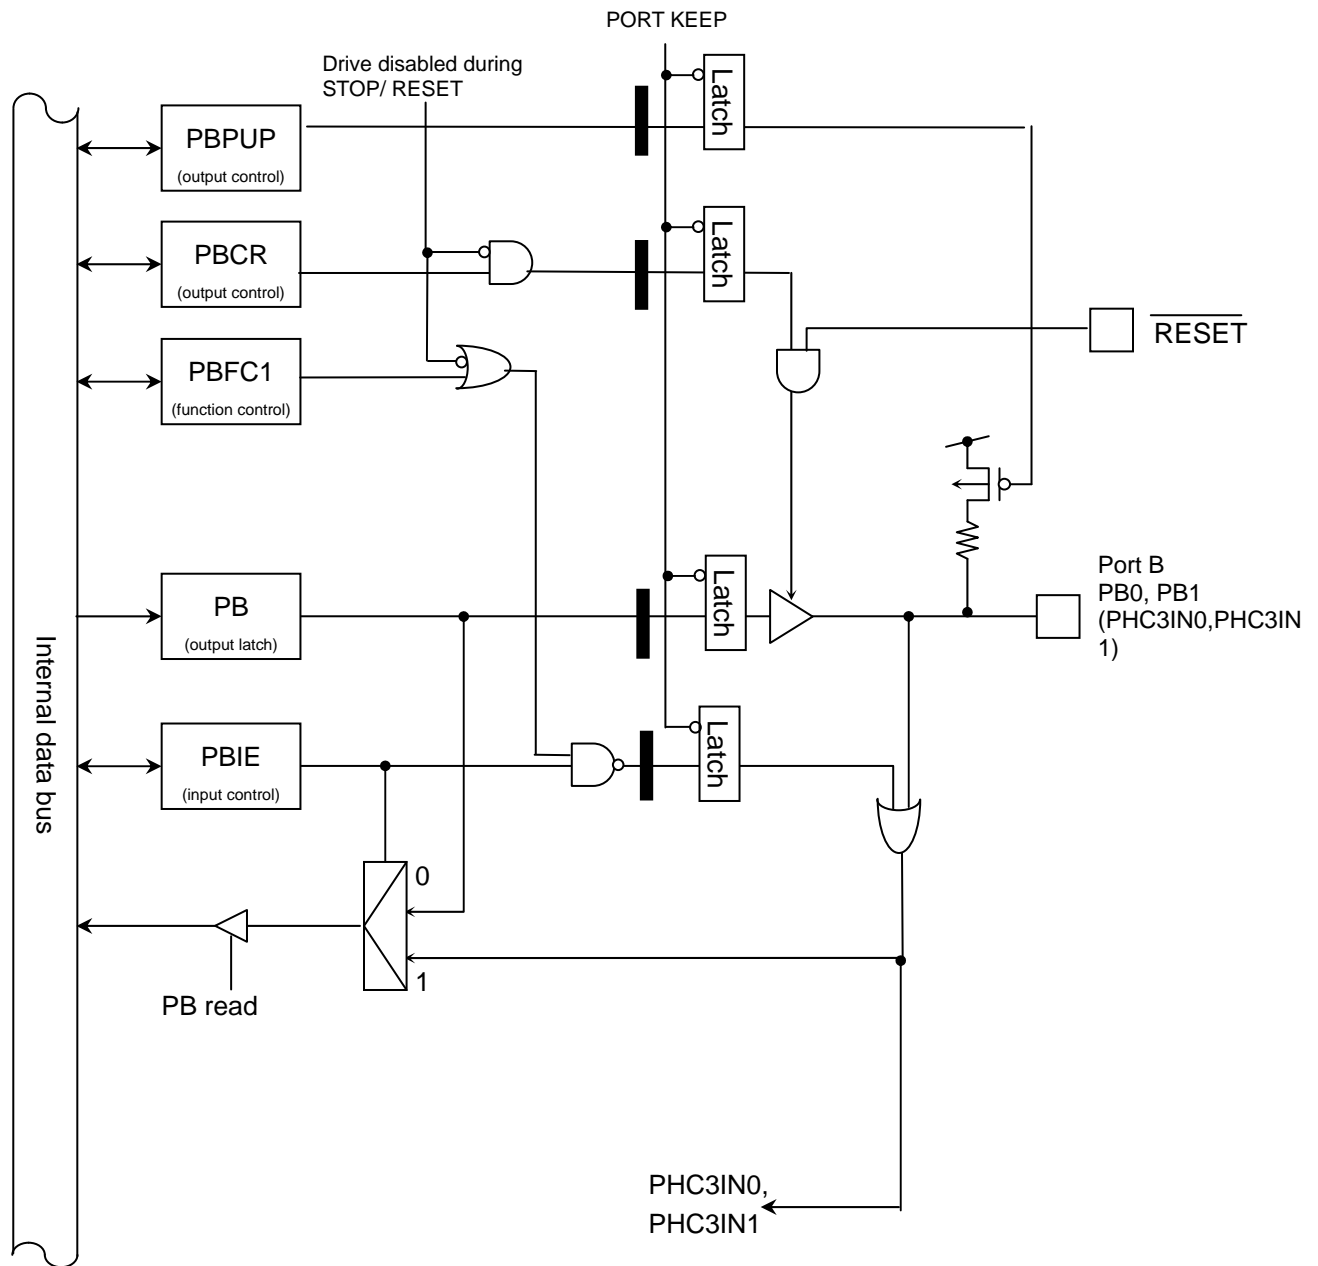 PORT KEEP
Drive disabled during
STOP/ RESET
Latch
PBPUP
(output control)
Latch
PBCR
(output control)
RESET
PBFC1
(function control)
Latch
Port B
PB0, PB1
(PHC3IN0,PHC3IN
1)
PB
(output latch)
Internal data bus
Latch
PBIE
(input control)
0
1
PB read
PHC3IN0,
PHC3IN1